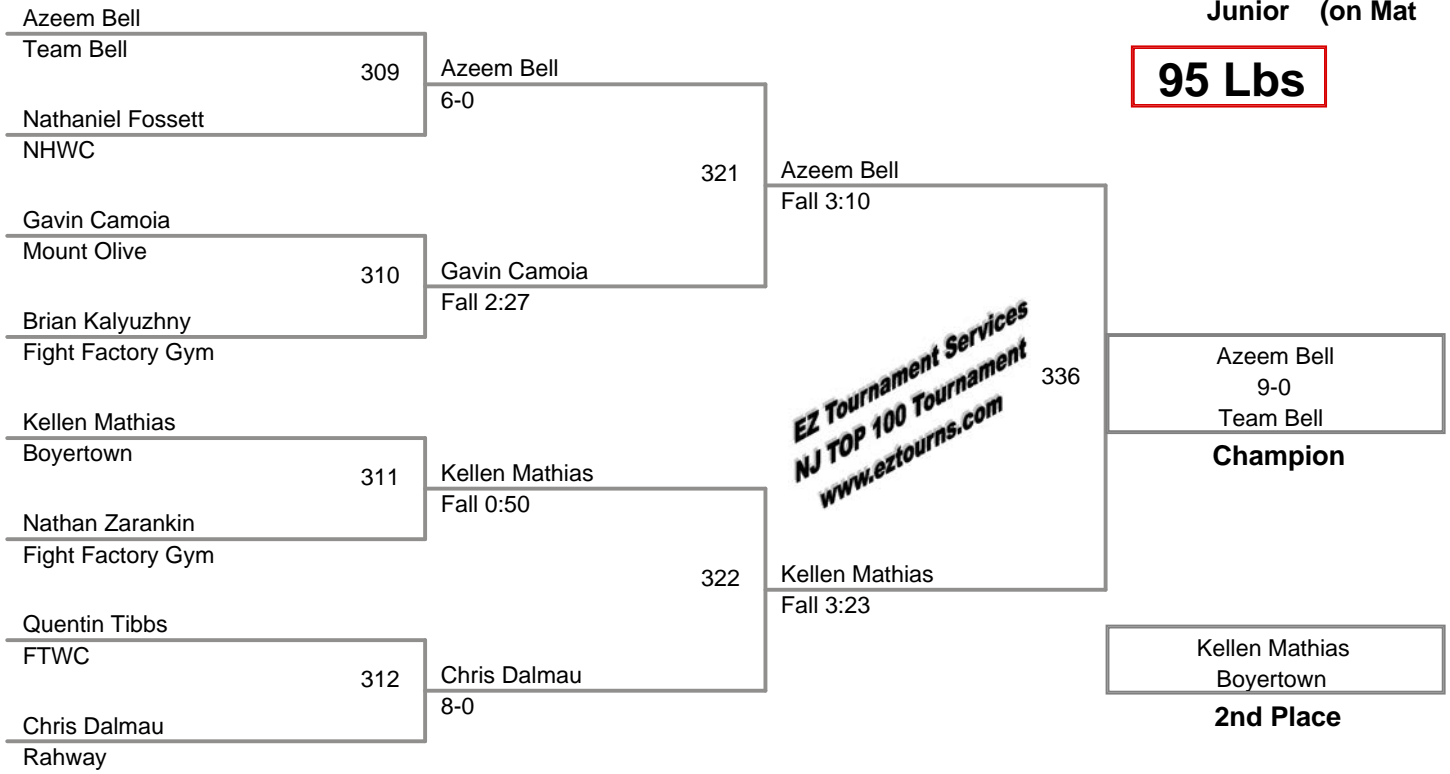 Junior (on Mat
95 Lbs
Azeem Bell
Team Bell
309
Nathaniel Fossett
NHWC
Gavin Camoia
Mount Olive
310
Brian Kalyuzhny
Fight Factory Gym
Kellen Mathias
Boyertown
311
Nathan Zarankin
Fight Factory Gym
Quentin Tibbs
FTWC
312
Chris Dalmau
Rahway
Azeem Bell
6-0
321
Gavin Camoia
Fall 2:27
Kellen Mathias
Fall 0:50
322
Chris Dalmau
8-0
Azeem Bell
Fall 3:10
EZ Tournament Services
NJ TOP 100 Tournament
www.eztourns.com
336
Kellen Mathias
Fall 3:23
Azeem Bell
9-0
Team Bell
Champion
Kellen Mathias
Boyertown
2nd Place